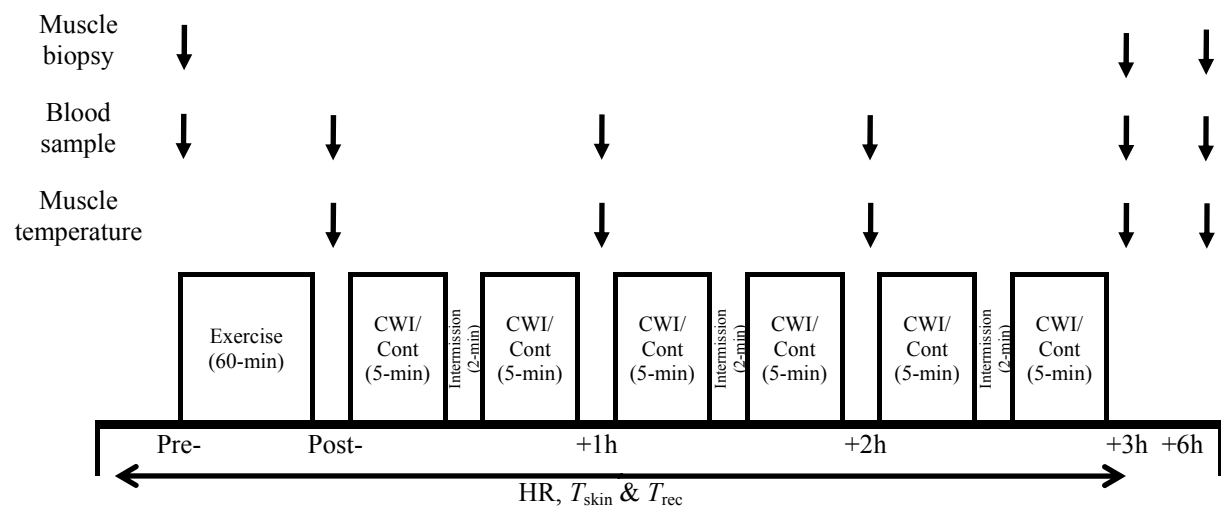 Muscle
biopsy
Blood
sample
Muscle
temperature
Exercise
(60-min)
CWI/
Cont
(5-min)
Intermission
(2-min)
CWI/
Cont
(5-min)
CWI/
Cont
(5-min)
Intermission
(2-min)
CWI/
Cont
(5-min)
CWI/
Cont
(5-min)
Intermission
(2-min)
CWI/
Cont
(5-min)
Pre-
Post-
+1h
+2h
+3h
+6h
HR, Tskin & Trec